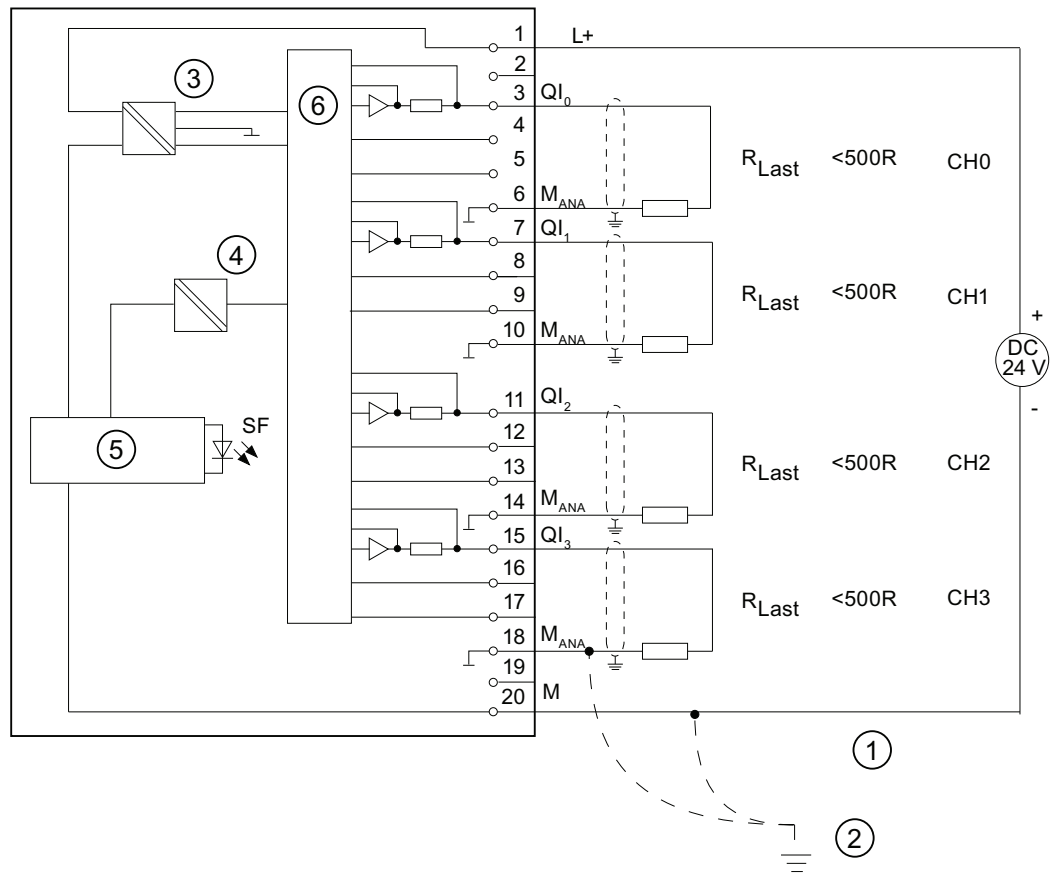 1 L+
2
③
3 QI0
⑥
4
RLast <500R CH0
5
6 MANA
7 QI1
④
8
9
RLast <500R CH1
10 MANA
+
DC
24 V
-
11 QI2
SF
⑤
12
RLast <500R CH2
13
14 MANA
15 QI3
16
RLast <500R CH3
17
18 MANA
19
20 M
①
②